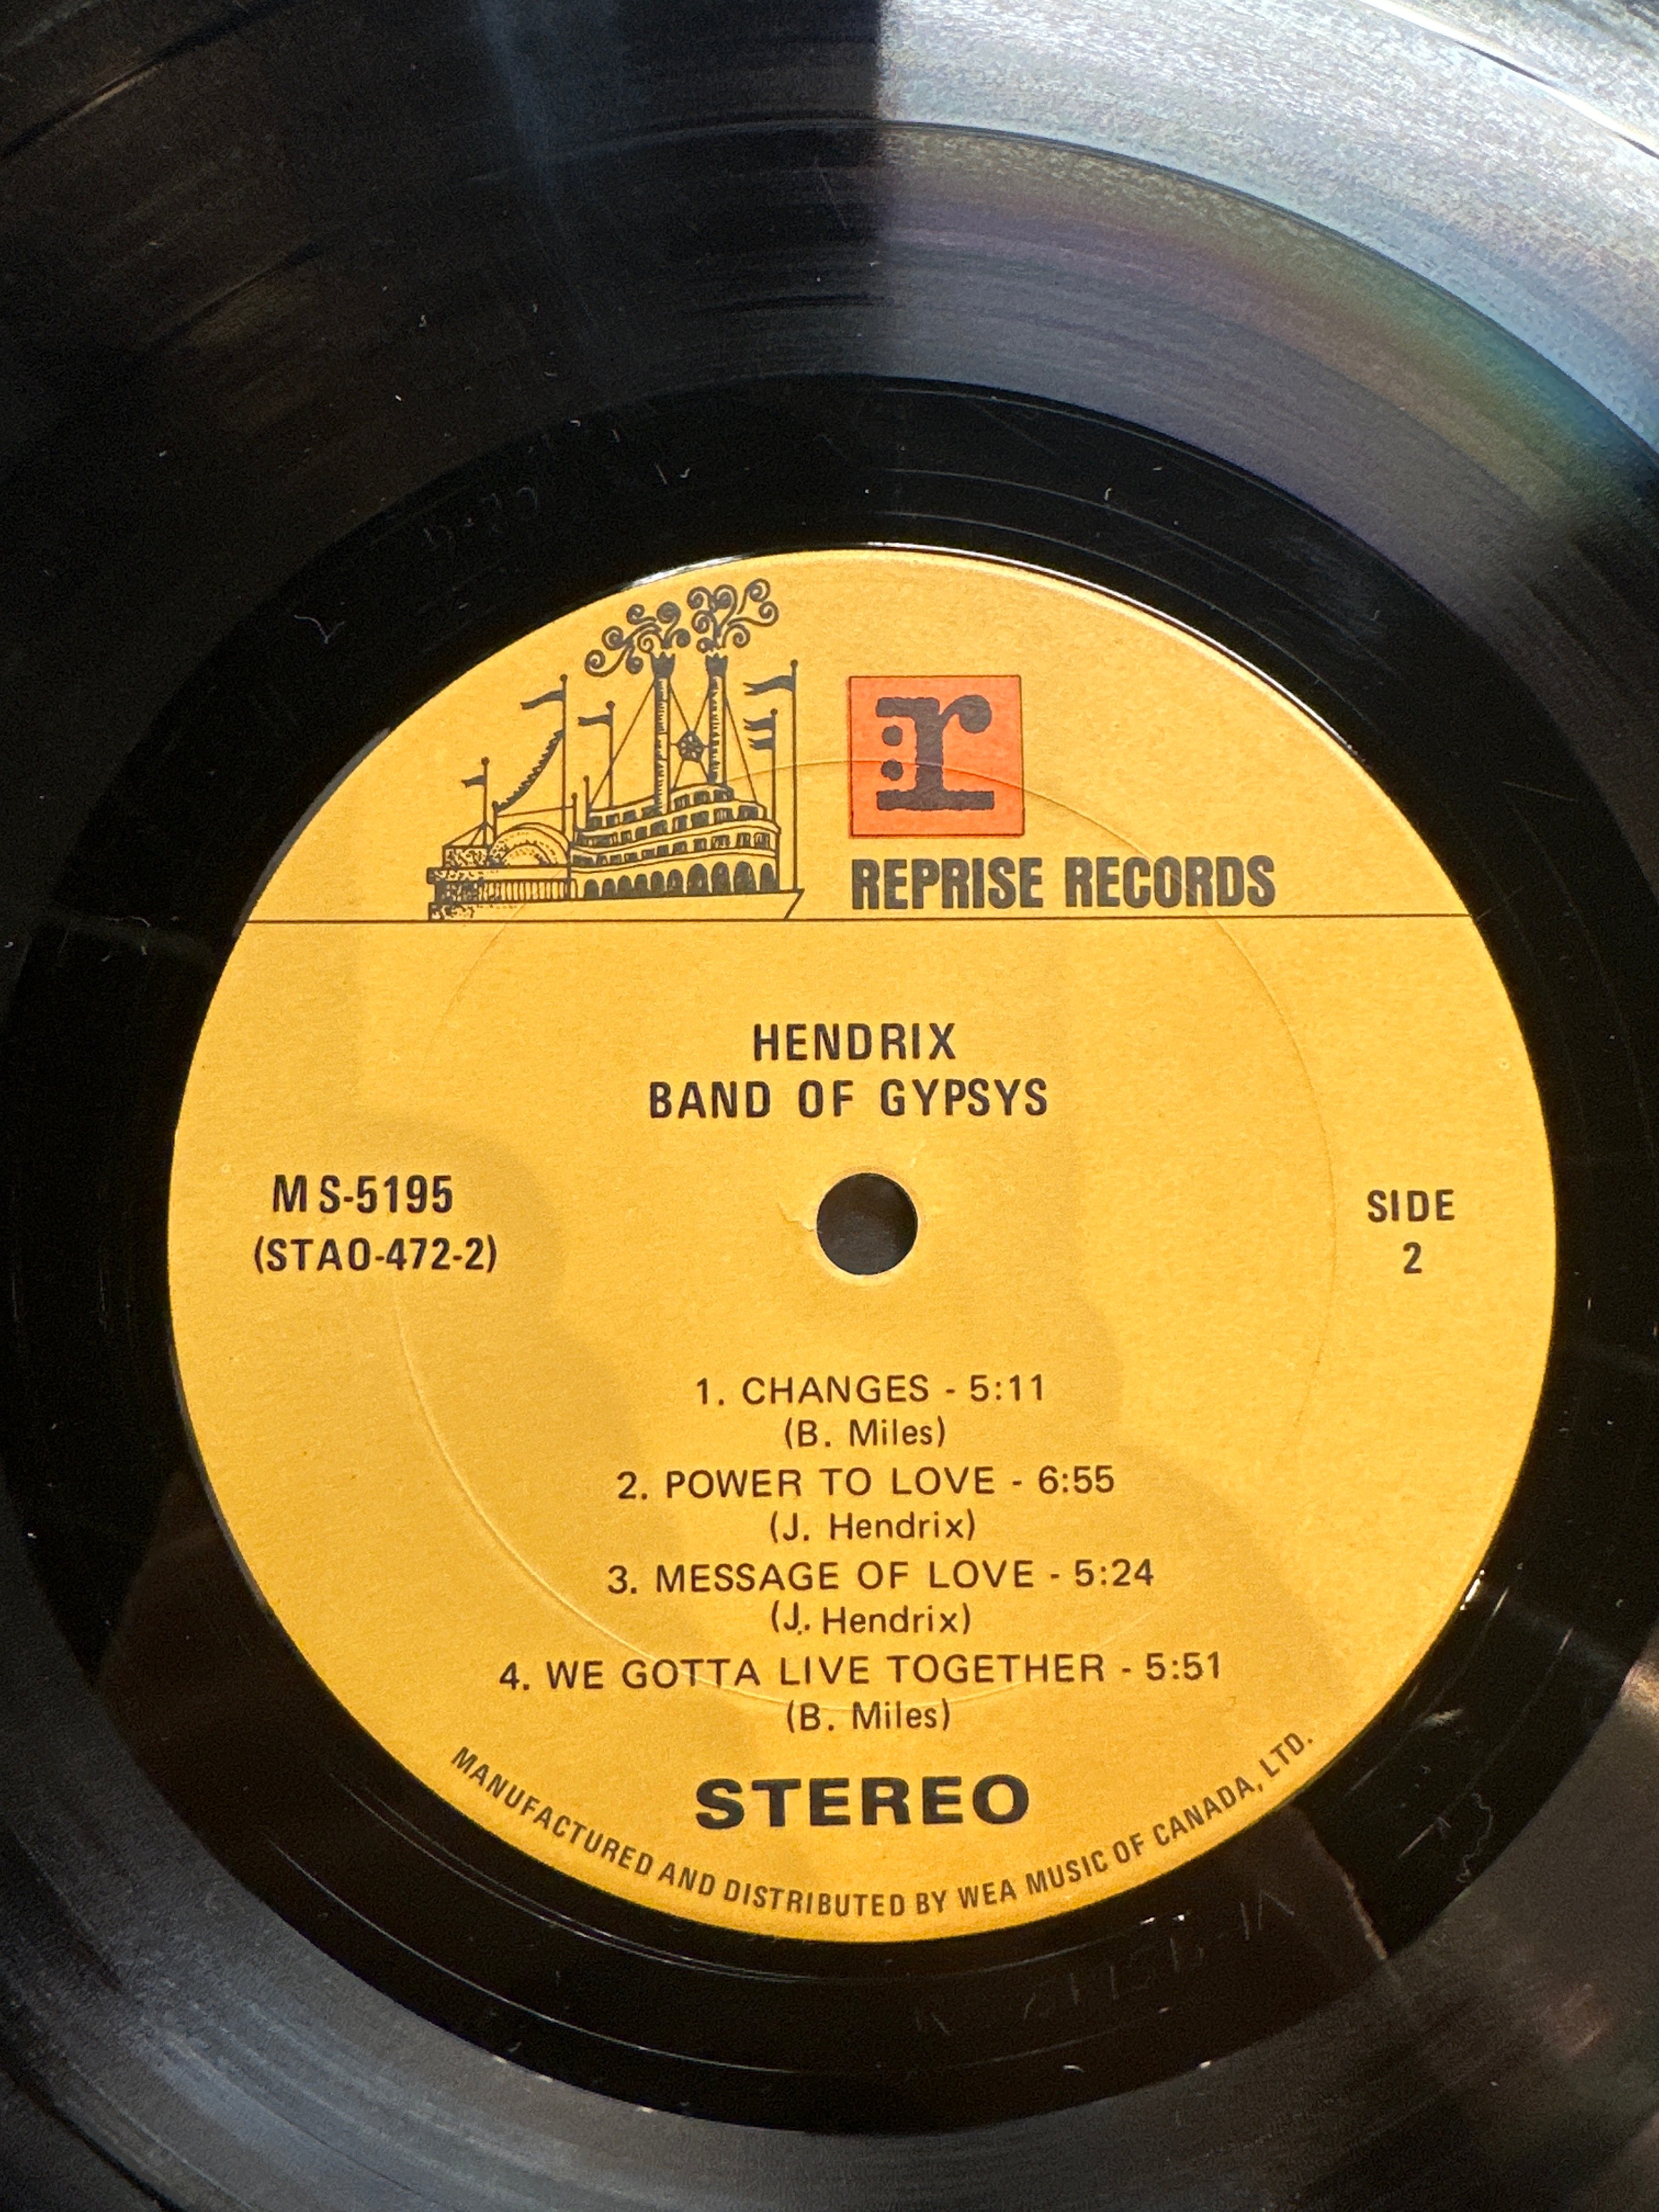 r
REPRISE RECORDS
HENDRIX
BAND OF GYPSYS
MS-5195
(STAO-472-2)
SIDE
2
1. CHANGES - 5:11
(B. Miles)
2. POWER TO LOVE - 6:55
(J. Hendrix)
3. MESSAGE OF LOVE - 5:24
(J. Hendrix)
4. WE GOTTA LIVE TOGETHER - 5:51
(B. Miles)
STEREO
MANUFACTURED AND DISTRIBUTED BY WEA MUSIC OF CANADA, LTD.